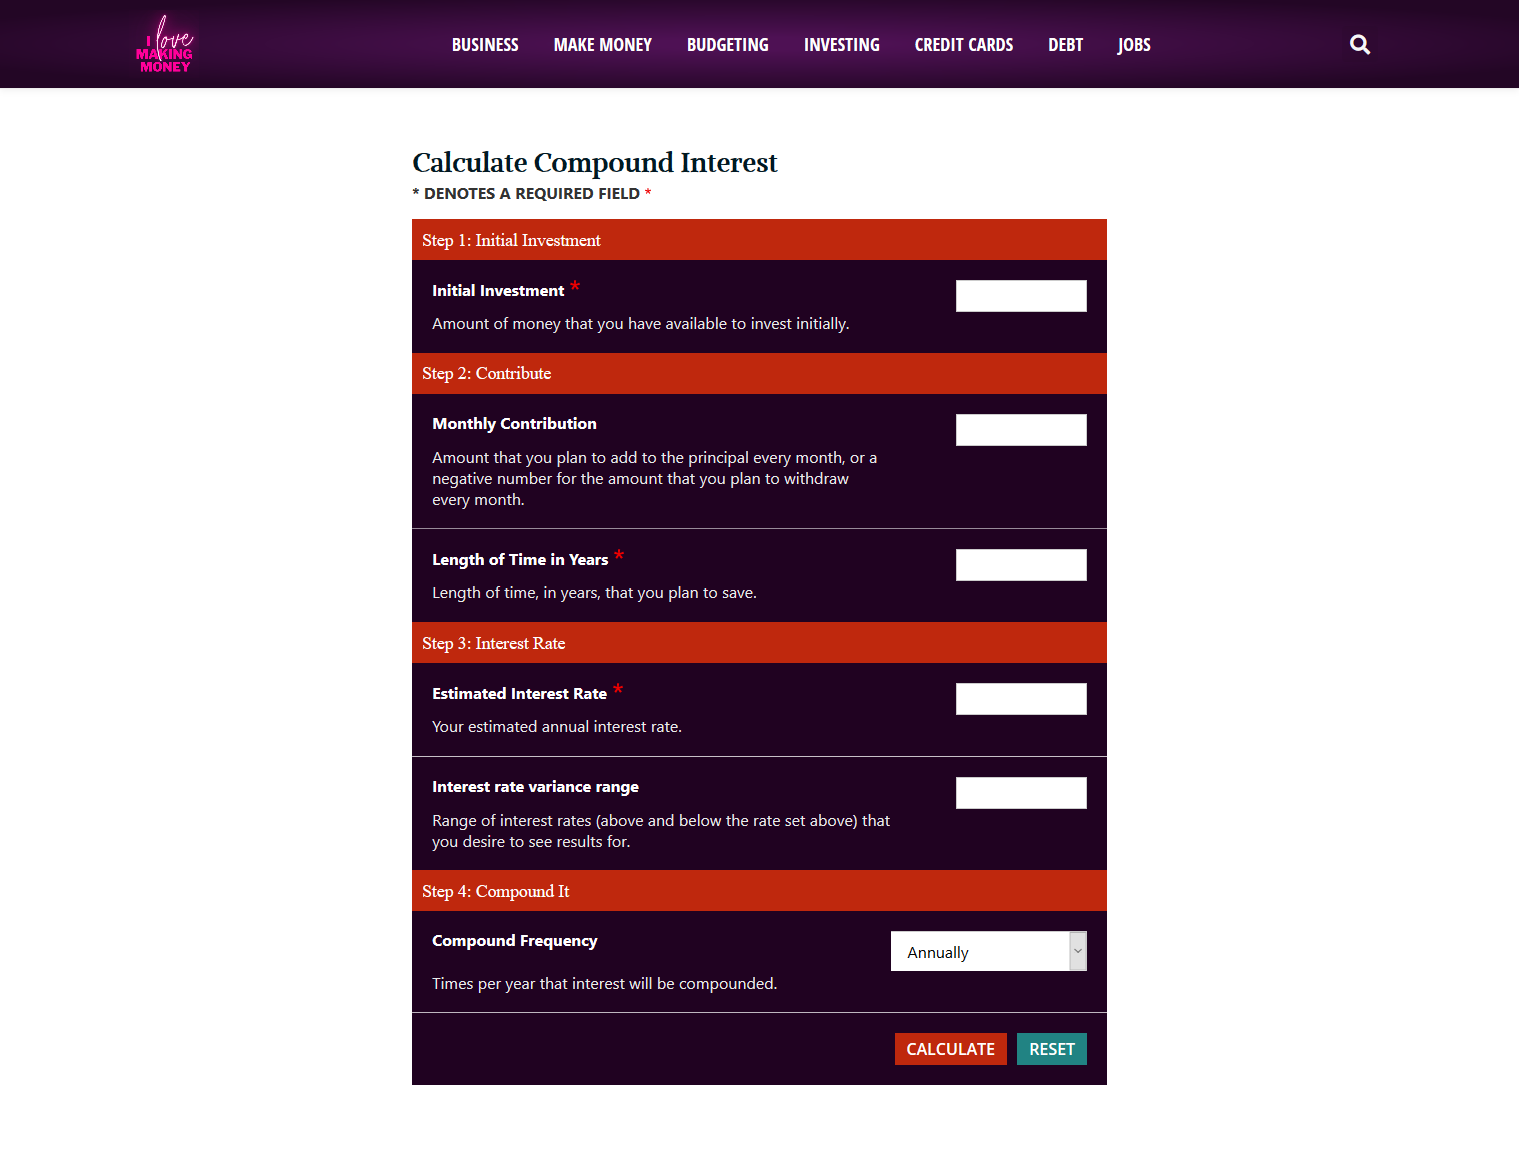 I love
MAKING
MONEY
BUSINESS MAKE MONEY BUDGETING INVESTING CREDIT CARDS DEBT JOBS
Calculate Compound Interest
* DENOTES A REQUIRED FIELD *
Step 1: Initial Investment
Initial Investment *
Amount of money that you have available to invest initially.
Step 2: Contribute
Monthly Contribution
Amount that you plan to add to the principal every month, or a
negative number for the amount that you plan to withdraw
every month.
Length of Time in Years *
Length of time, in years, that you plan to save.
Step 3: Interest Rate
Estimated Interest Rate *
Your estimated annual interest rate.
Interest rate variance range
Range of interest rates (above and below the rate set above) that
you desire to see results for.
Step 4: Compound It
Compound Frequency
Annually
Times per year that interest will be compounded.
CALCULATE RESET